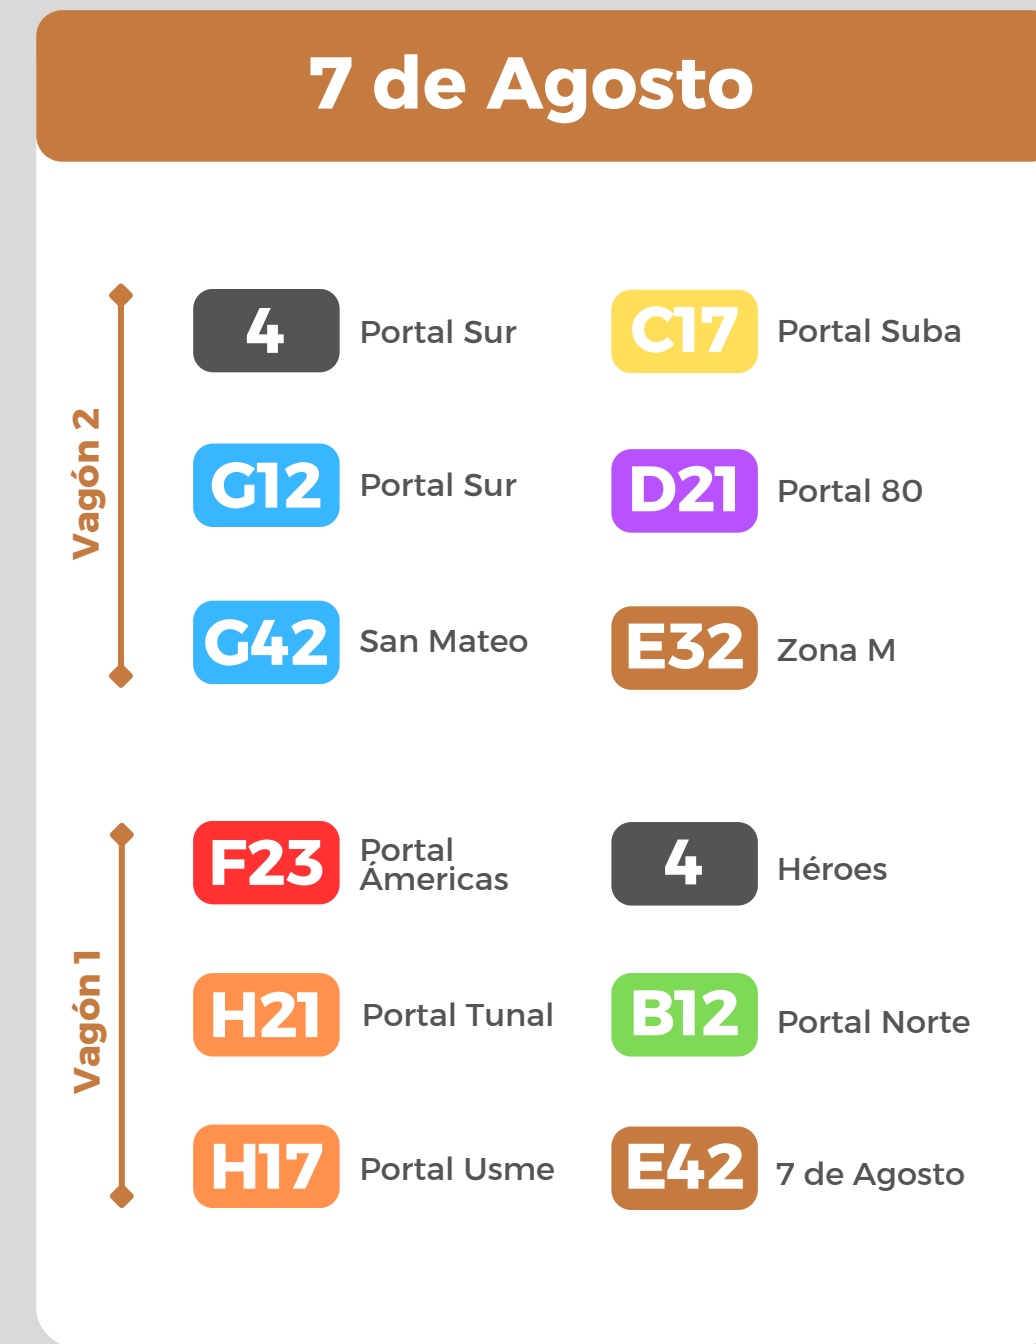 7 de Agosto
Vagón 2
4 Portal Sur
C17 Portal Suba
G12 Portal Sur
D21 Portal 80
G42 San Mateo
E32 Zona M
Vagón 1
F23 Portal
Ámericas
4 Héroes
H21 Portal Tunal
B12 Portal Norte
H17 Portal Usme
E42 7 de Agosto